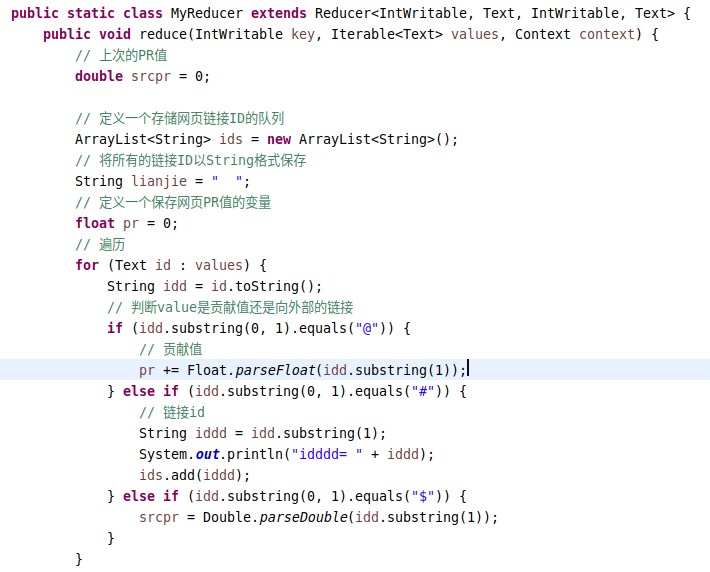 public static class MyReducer extends Reducer<IntWritable, Text, IntWritable, Text> {
    public void reduce(IntWritable key, Iterable<Text> values, Context context) {
        // 上次的PR值
        double srcpr = 0;

        // 定义一个存储网页链接ID的队列
        ArrayList<String> ids = new ArrayList<String>();
        // 将所有的链接ID以String格式保存
        String lianjie = "  ";
        // 定义一个保存网页PR值的变量
        float pr = 0;
        // 遍历
        for (Text id : values) {
            String idd = id.toString();
            // 判断value是贡献值还是向外部的链接
            if (idd.substring(0, 1).equals("@")) {
                // 贡献值
                pr += Float.parseFloat(idd.substring(1));
            } else if (idd.substring(0, 1).equals("#")) {
                // 链接id
                String iddd = idd.substring(1);
                System.out.println("idddd= " + iddd);
                ids.add(iddd);
            } else if (idd.substring(0, 1).equals("$")) {
                srcpr = Double.parseDouble(idd.substring(1));
            }
        }